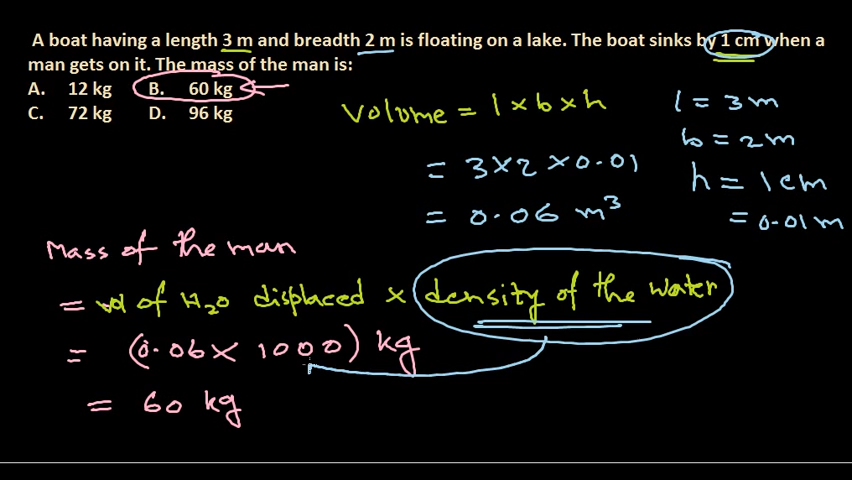 A boat having a length 3 m and breadth 2 m is floating on a lake. The boat sinks by 1 cm when a
man gets on it. The mass of the man is:
A. 12 kg B. 60 kg
C. 72 kg D. 96 kg
Volume = l × b × h
= 3 × 2 × 0.01
= 0.06 m³
l = 3m
b = 2m
h = 1cm
= 0.01m
Mass of the man
= vol of H₂O displaced × density of the water
= (0.06 × 1000) kg
= 60 kg